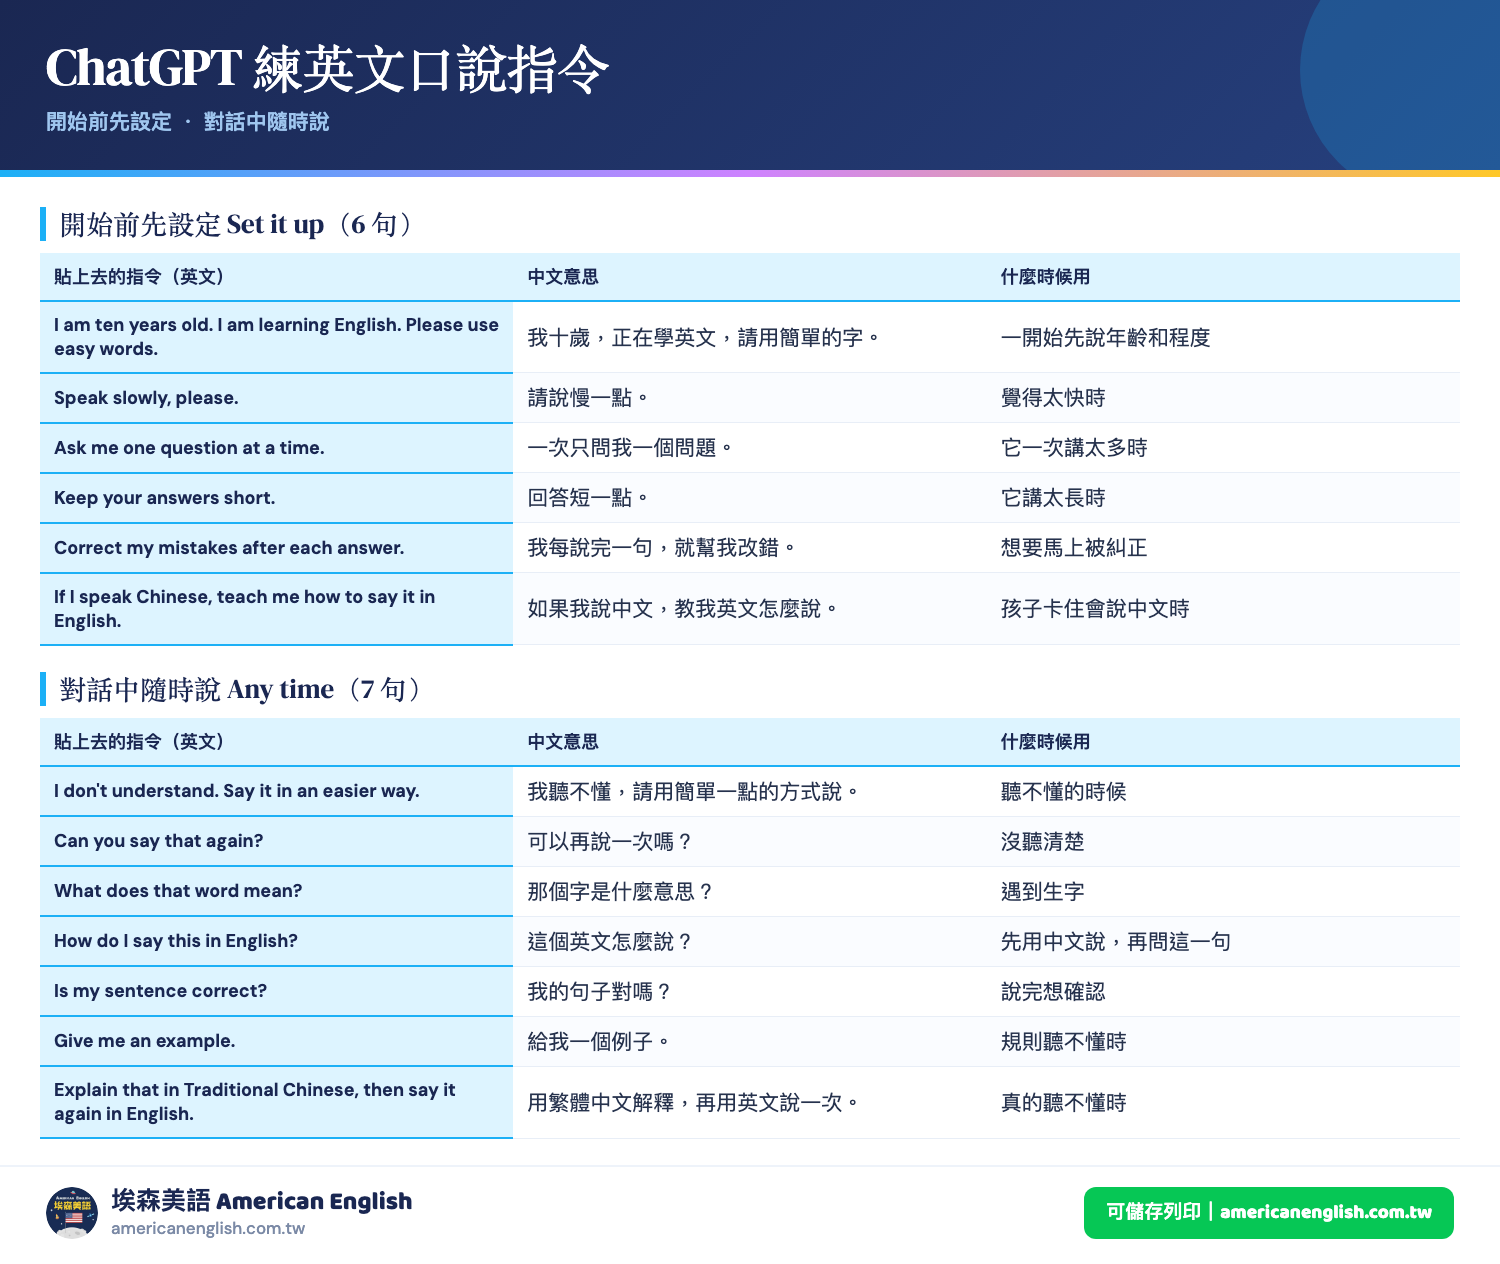 ChatGPT 練英文口說指令
開始前先設定 · 對話中隨時說
開始前先設定 Set it up（6 句）
貼上去的指令（英文） 中文意思 什麼時候用
I am ten years old. I am learning English. Please use
easy words.
我十歲，正在學英文，請用簡單的字。 一開始先說年齡和程度
Speak slowly, please. 請說慢一點。 覺得太快時
Ask me one question at a time. 一次只問我一個問題。 它一次講太多時
Keep your answers short. 回答短一點。 它講太長時
Correct my mistakes after each answer. 我每說完一句，就幫我改錯。 想要馬上被糾正
If I speak Chinese, teach me how to say it in
English.
如果我說中文，教我英文怎麼說。 孩子卡住會說中文時
對話中隨時說 Any time（7 句）
貼上去的指令（英文） 中文意思 什麼時候用
I don't understand. Say it in an easier way. 我聽不懂，請用簡單一點的方式說。 聽不懂的時候
Can you say that again? 可以再說一次嗎？ 沒聽清楚
What does that word mean? 那個字是什麼意思？ 遇到生字
How do I say this in English? 這個英文怎麼說？ 先用中文說，再問這一句
Is my sentence correct? 我的句子對嗎？ 說完想確認
Give me an example. 給我一個例子。 規則聽不懂時
Explain that in Traditional Chinese, then say it
again in English.
用繁體中文解釋，再用英文說一次。 真的聽不懂時
AMERICAN ENGLISH
埃森美語
埃森美語 American English
americanenglish.com.tw
可儲存列印｜americanenglish.com.tw